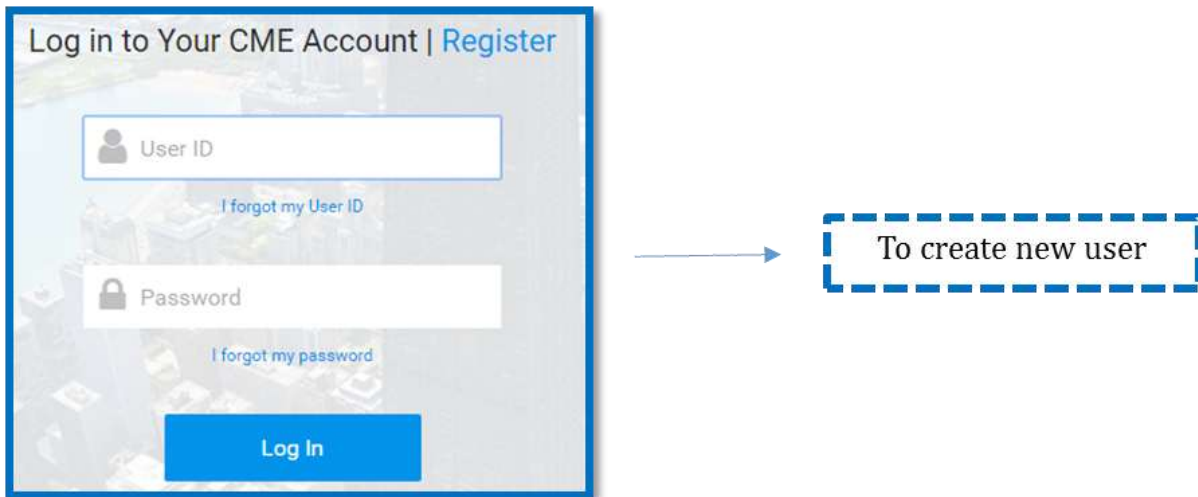 Log in to Your CME Account | Register
User ID
I forgot my User ID
Password
I forgot my password
Log In
To create new user